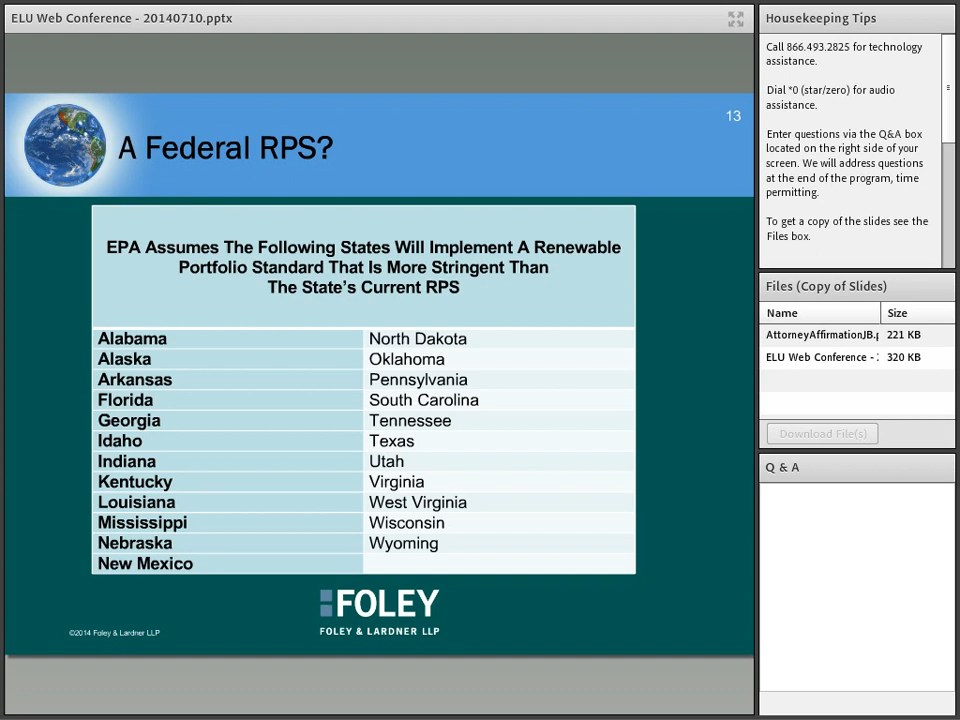 ELU Web Conference - 20140710.pptx
13
A Federal RPS?
EPA Assumes The Following States Will Implement A Renewable
Portfolio Standard That Is More Stringent Than
The State's Current RPS
Alabama North Dakota
Alaska Oklahoma
Arkansas Pennsylvania
Florida South Carolina
Georgia Tennessee
Idaho Texas
Indiana Utah
Kentucky Virginia
Louisiana West Virginia
Mississippi Wisconsin
Nebraska Wyoming
New Mexico
FOLEY
FOLEY & LARDNER LLP
©2014 Foley & Lardner LLP
Housekeeping Tips
Call 866.493.2825 for technology
assistance.
Dial *0 (star/zero) for audio
assistance.
Enter questions via the Q&A box
located on the right side of your
screen. We will address questions
at the end of the program, time
permitting.
To get a copy of the slides see the
Files box.
Files (Copy of Slides)
Name Size
AttorneyAffirmationJB.p 221 KB
ELU Web Conference - 320 KB
Download File(s)
Q & A